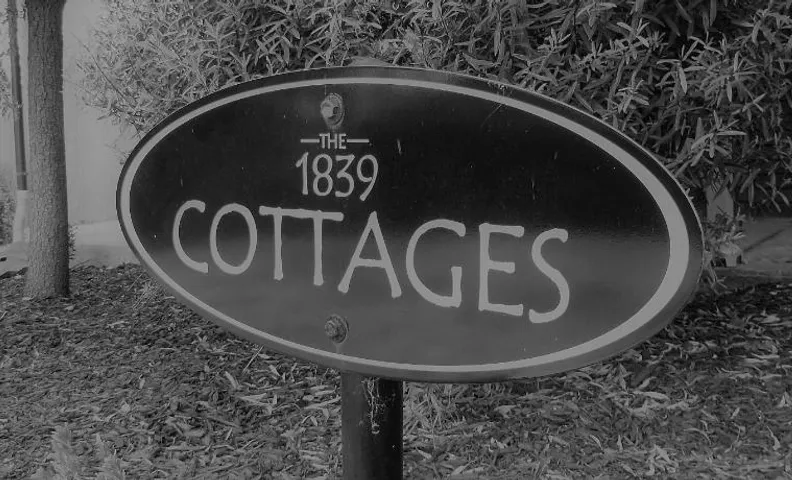 THE
1839
COTTAGES